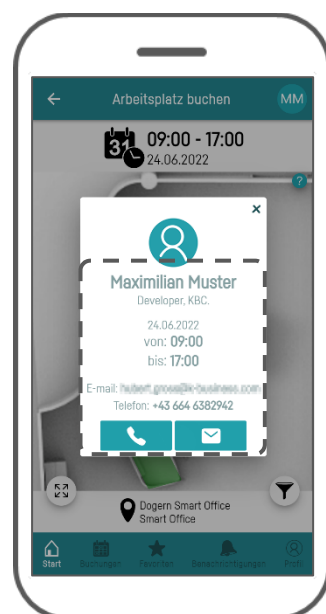 Arbeitsplatz buchen
MM
31
09:00 - 17:00
24.06.2022
?
×
Maximilian Muster
Developer, KBC.
24.06.2022
von: 09:00
bis: 17:00
E-mail:
Telefon: +43 664 6382942
Dogern Smart Office
Smart Office
Start
Buchungen
Favoriten
Benachrichtigungen
Profil